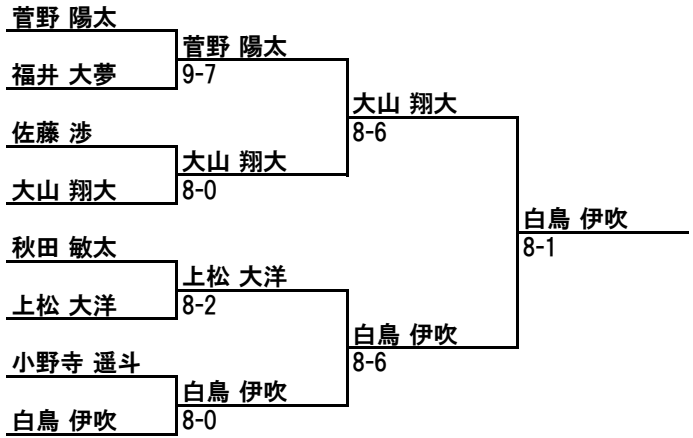 菅野 陽太
菅野 陽太
福井 大夢
9-7
大山 翔大
8-6
佐藤 渉
大山 翔大
大山 翔大
8-0
白鳥 伊吹
8-1
秋田 敏太
上松 大洋
上松 大洋
8-2
白鳥 伊吹
8-6
小野寺 遥斗
白鳥 伊吹
白鳥 伊吹
8-0